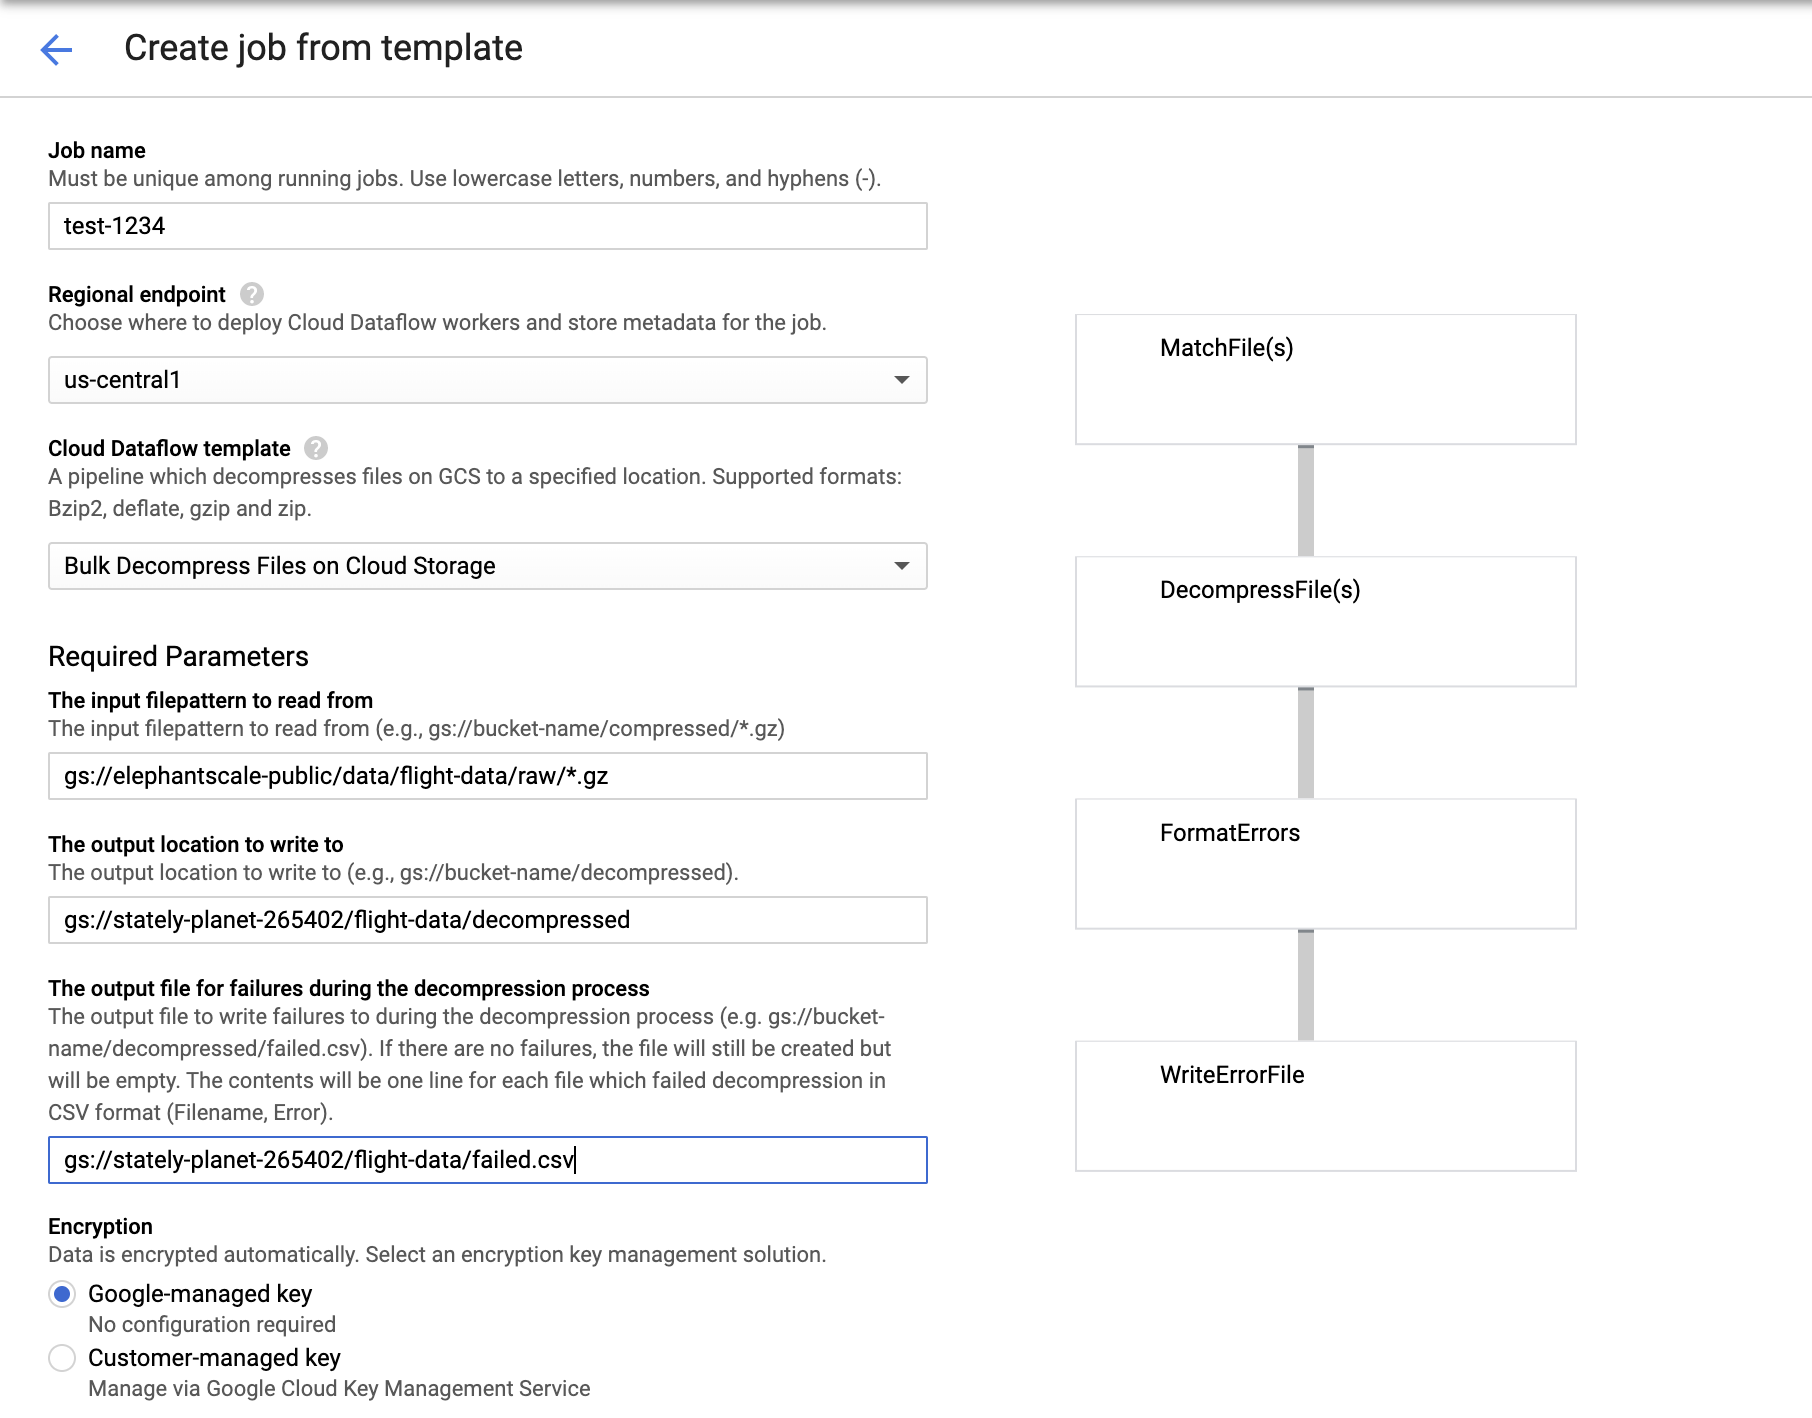 Create job from template
Job name
Must be unique among running jobs. Use lowercase letters, numbers, and hyphens (-).
test-1234
Regional endpoint ?
Choose where to deploy Cloud Dataflow workers and store metadata for the job.
us-central1
Cloud Dataflow template ?
A pipeline which decompresses files on GCS to a specified location. Supported formats:
Bzip2, deflate, gzip and zip.
Bulk Decompress Files on Cloud Storage
Required Parameters
The input filepattern to read from
The input filepattern to read from (e.g., gs://bucket-name/compressed/*.gz)
gs://elephantscale-public/data/flight-data/raw/*.gz
The output location to write to
The output location to write to (e.g., gs://bucket-name/decompressed).
gs://stately-planet-265402/flight-data/decompressed
The output file for failures during the decompression process
The output file to write failures to during the decompression process (e.g. gs://bucket-
name/decompressed/failed.csv). If there are no failures, the file will still be created but
will be empty. The contents will be one line for each file which failed decompression in
CSV format (Filename, Error).
gs://stately-planet-265402/flight-data/failed.csv
Encryption
Data is encrypted automatically. Select an encryption key management solution.
Google-managed key
No configuration required
Customer-managed key
Manage via Google Cloud Key Management Service
MatchFile(s)
DecompressFile(s)
FormatErrors
WriteErrorFile